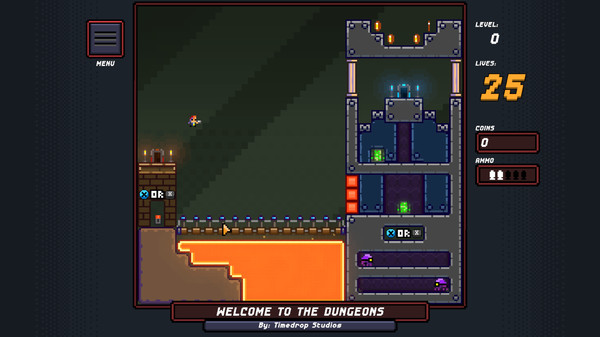 LEVEL:
0
LIVES:
25
MENU
COINS
0
AMMO
X OR X
X OR X
WELCOME TO THE DUNGEONS
By: Timedrop Studios